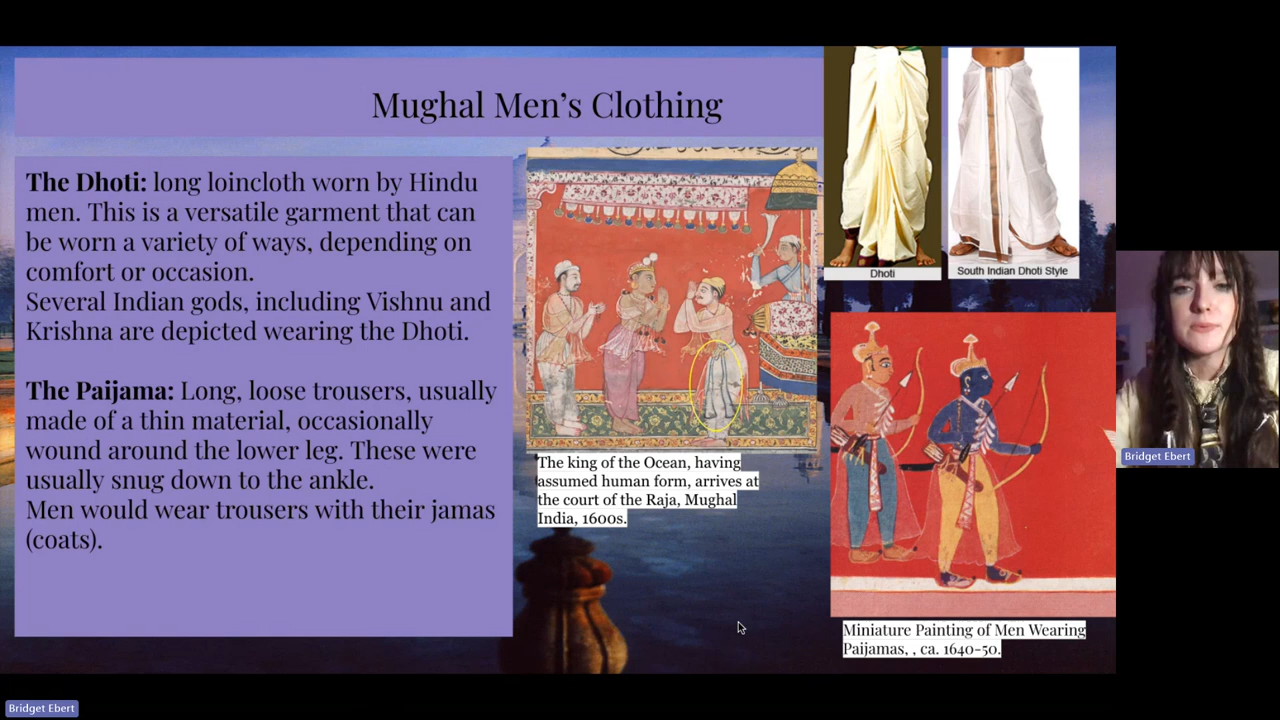 Mughal Men's Clothing
The Dhoti: long loincloth worn by Hindu
men. This is a versatile garment that can
be worn a variety of ways, depending on
comfort or occasion.
Several Indian gods, including Vishnu and
Krishna are depicted wearing the Dhoti.
The Paijama: Long, loose trousers, usually
made of a thin material, occasionally
wound around the lower leg. These were
usually snug down to the ankle.
Men would wear trousers with their jamas
(coats).
The king of the Ocean, having
assumed human form, arrives at
the court of the Raja, Mughal
India, 1600s.
Dhoti
South Indian Dhoti Style
Miniature Painting of Men Wearing
Paijamas, , ca. 1640-50.
Bridget Ebert
Bridget Ebert